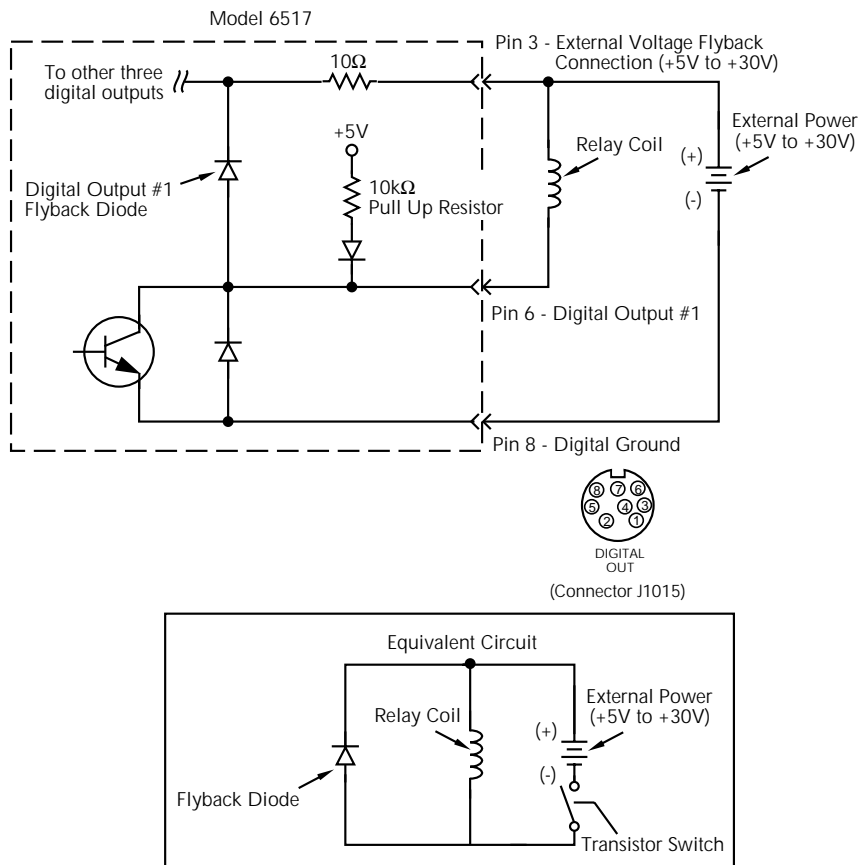 Model 6517
Pin 3 - External Voltage Flyback
Connection (+5V to +30V)
To other three
digital outputs
10Ω
+5V
External Power
(+5V to +30V)
Relay Coil
(+)
(-)
Digital Output #1
Flyback Diode
10kΩ
Pull Up Resistor
Pin 6 - Digital Output #1
Pin 8 - Digital Ground
8 7 6
5 4 3
2 1
DIGITAL
OUT
(Connector J1015)
Equivalent Circuit
Relay Coil
External Power
(+5V to +30V)
(+)
(-)
Flyback Diode
Transistor Switch